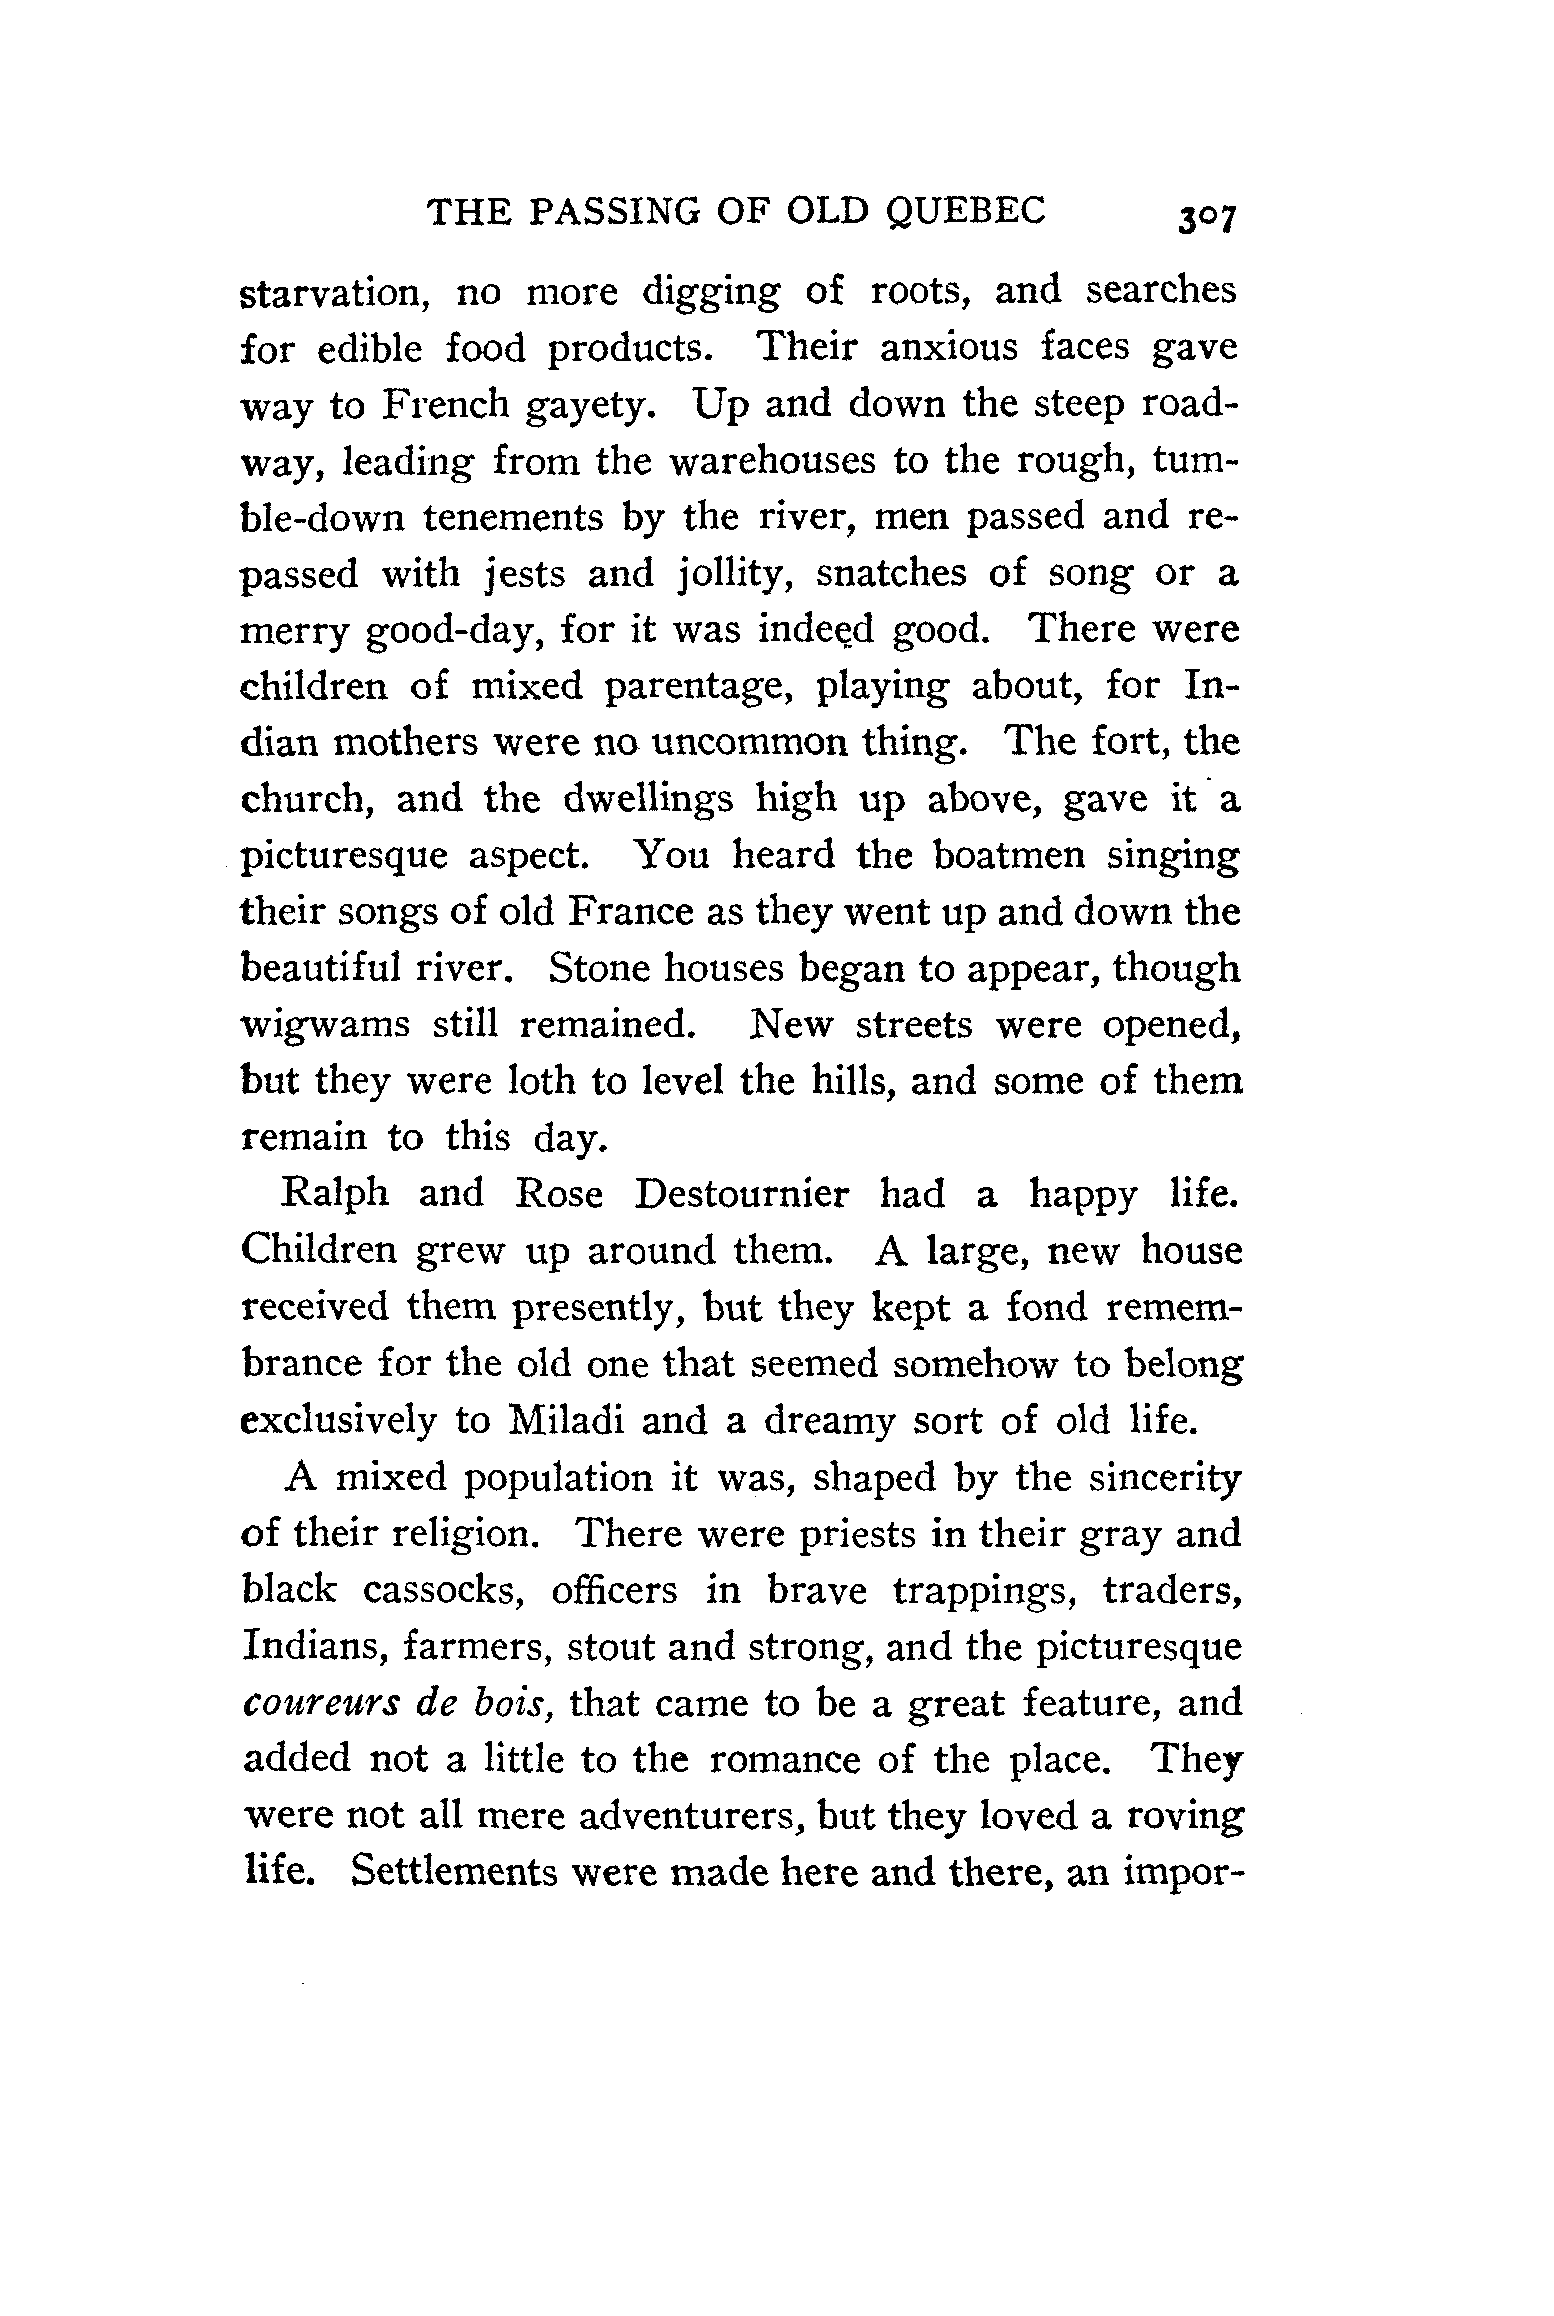 THE PASSING OF OLD QUEBEC 307
starvation, no more digging of roots, and searches
for edible food products. Their anxious faces gave
way to French gayety. Up and down the steep road-
way, leading from the warehouses to the rough, tum-
ble-down tenements by the river, men passed and re-
passed with jests and jollity, snatches of song or a
merry good-day, for it was indeed good. There were
children of mixed parentage, playing about, for In-
dian mothers were no uncommon thing. The fort, the
church, and the dwellings high up above, gave it a
picturesque aspect. You heard the boatmen singing
their songs of old France as they went up and down the
beautiful river. Stone houses began to appear, though
wigwams still remained. New streets were opened,
but they were loth to level the hills, and some of them
remain to this day.
Ralph and Rose Destournier had a happy life.
Children grew up around them. A large, new house
received them presently, but they kept a fond remem-
brance for the old one that seemed somehow to belong
exclusively to Miladi and a dreamy sort of old life.
A mixed population it was, shaped by the sincerity
of their religion. There were priests in their gray and
black cassocks, officers in brave trappings, traders,
Indians, farmers, stout and strong, and the picturesque
coureurs de bois, that came to be a great feature, and
added not a little to the romance of the place. They
were not all mere adventurers, but they loved a roving
life. Settlements were made here and there, an impor-